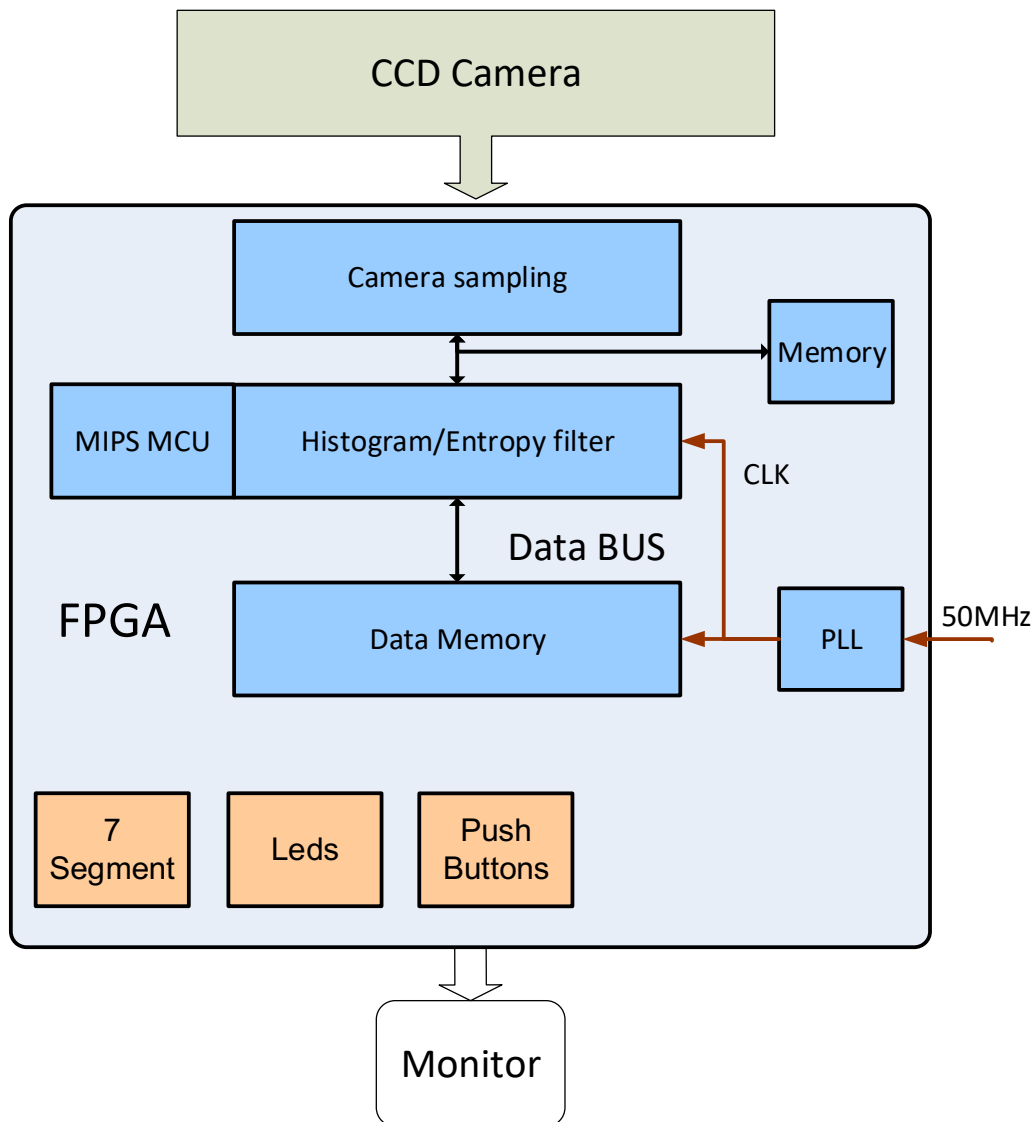 CCD Camera
Camera sampling
Memory
MIPS MCU
Histogram/Entropy filter
CLK
Data BUS
FPGA
Data Memory
PLL
50MHz
7
Segment
Leds
Push
Buttons
Monitor